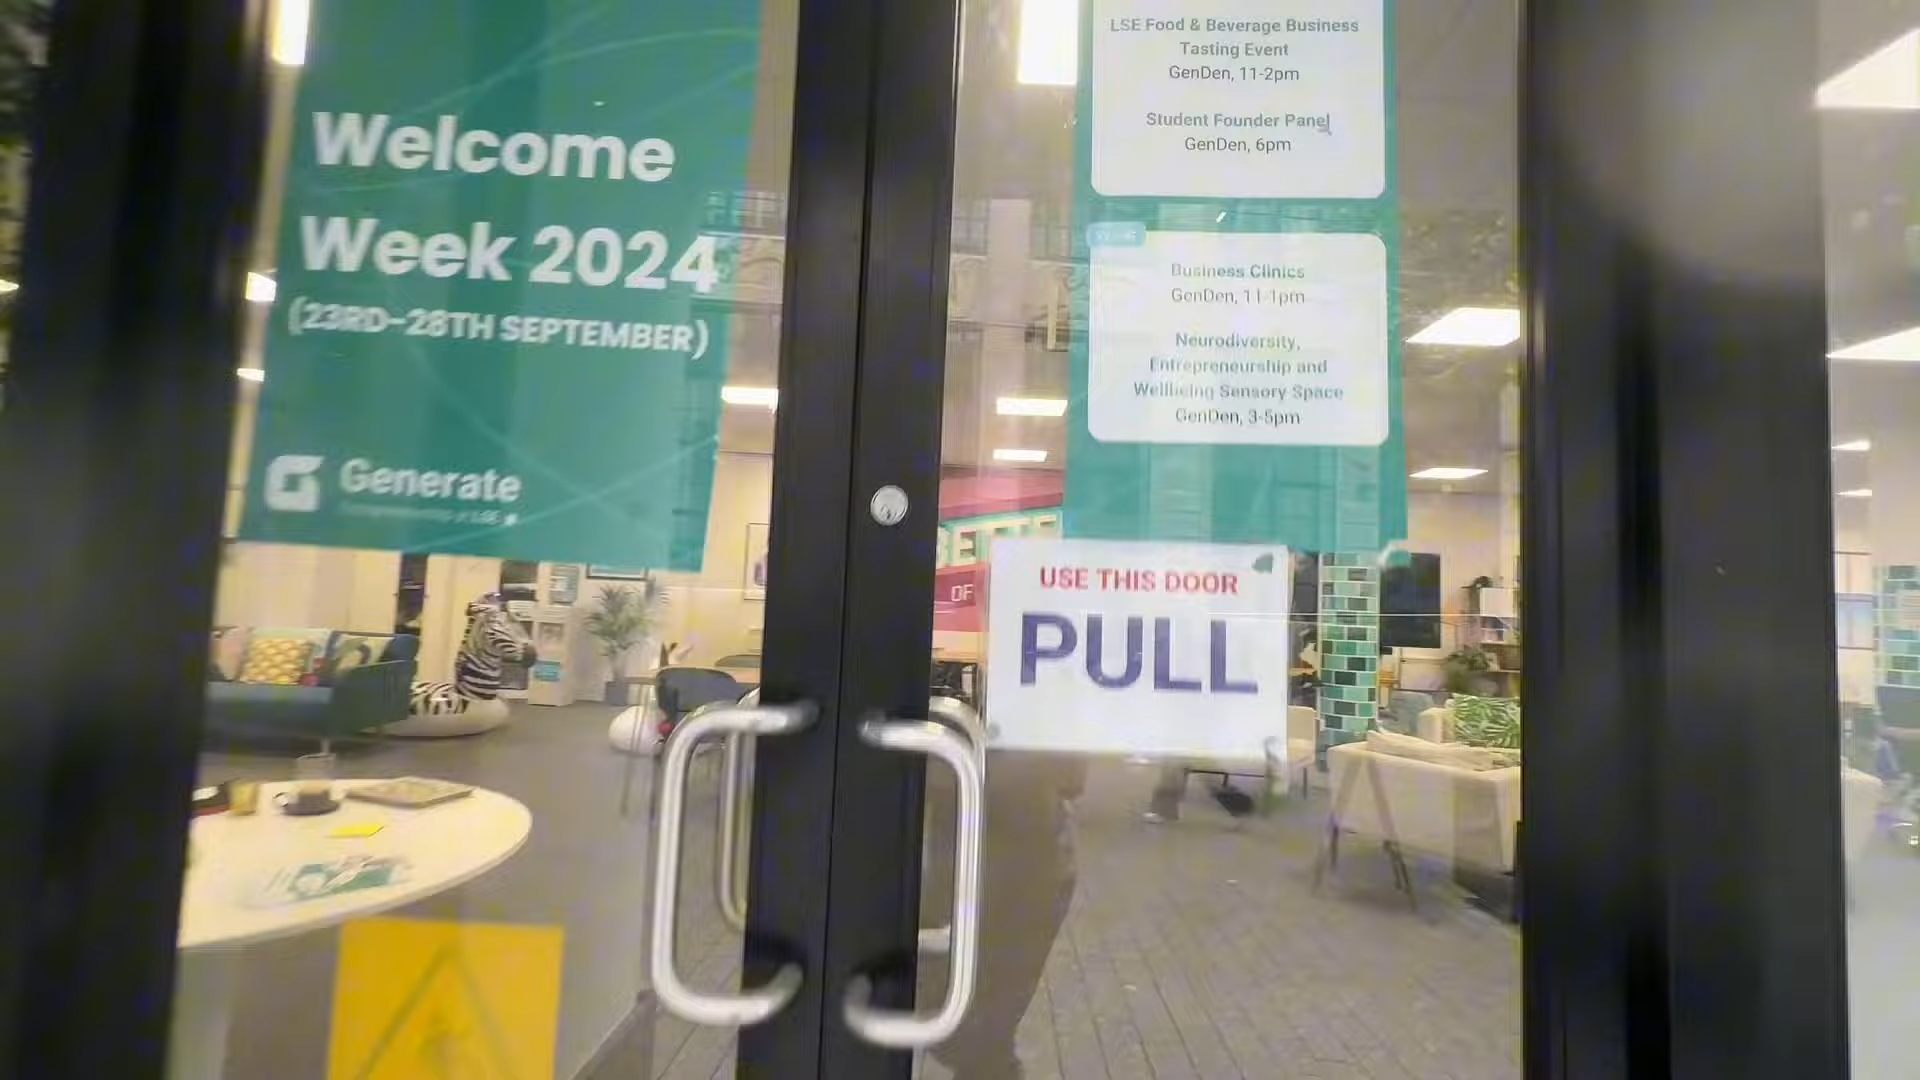 Welcome
Week 2024
(23RD-28TH SEPTEMBER)
Generate
LSE Food & Beverage Business
Tasting Event
GenDen, 11-2pm
Student Founder Panel
GenDen, 6pm
Business Clinics
GenDen, 11-1pm
Neurodiversity,
Entrepreneurship and
Wellbeing Sensory Space
GenDen, 3-5pm
OF
USE THIS DOOR
PULL